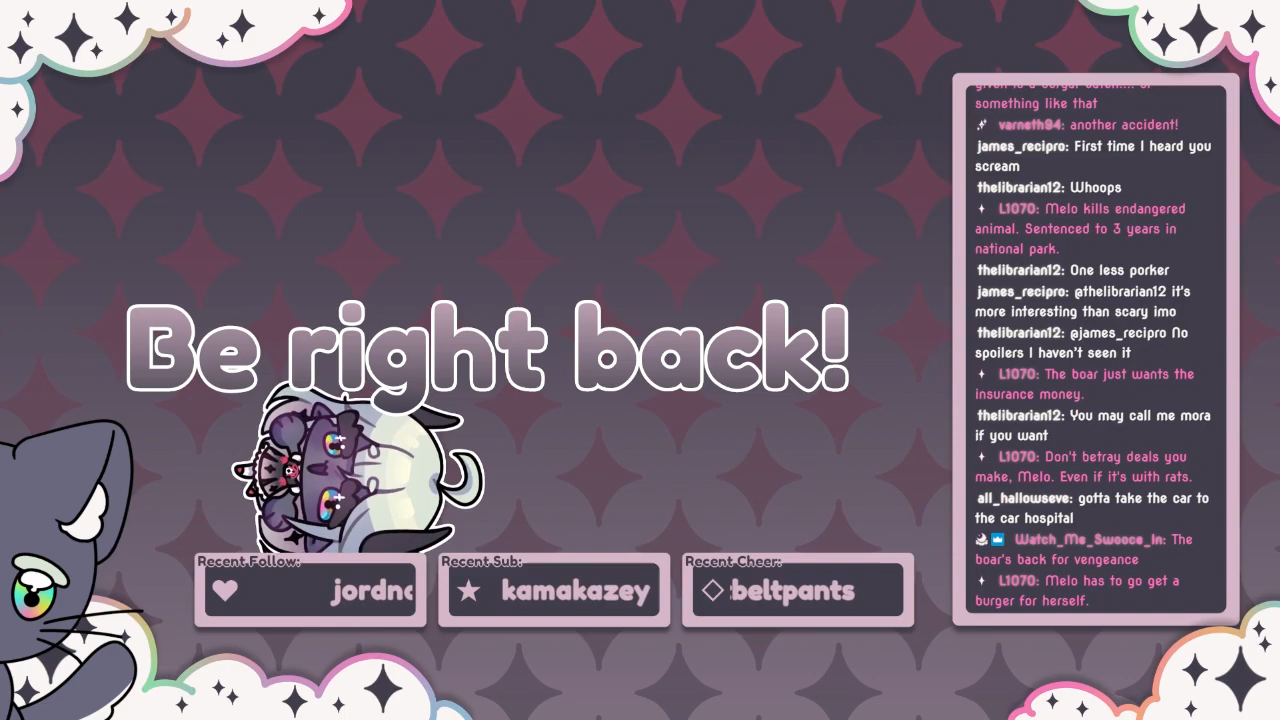 Be right back!
Recent Follow:
jordn
Recent Sub:
kamakazey
Recent Cheer:
beltpants
something like that
varneth94: another accident!
james_recipro: First time I heard you
scream
thelibrarian12: Whoops
L1070: Melo kills endangered
animal. Sentenced to 3 years in
national park.
thelibrarian12: One less porker
james_recipro: @thelibrarian12 it's
more interesting than scary imo
thelibrarian12: @james_recipro No
spoilers I haven't seen it
L1070: The boar just wants the
insurance money.
thelibrarian12: You may call me mora
if you want
L1070: Don't betray deals you
make, Melo. Even if it's with rats.
all_hallowseve: gotta take the car to
the car hospital
Watch_Me_Swooce_In: The
boar's back for vengeance
L1070: Melo has to go get a
burger for herself.